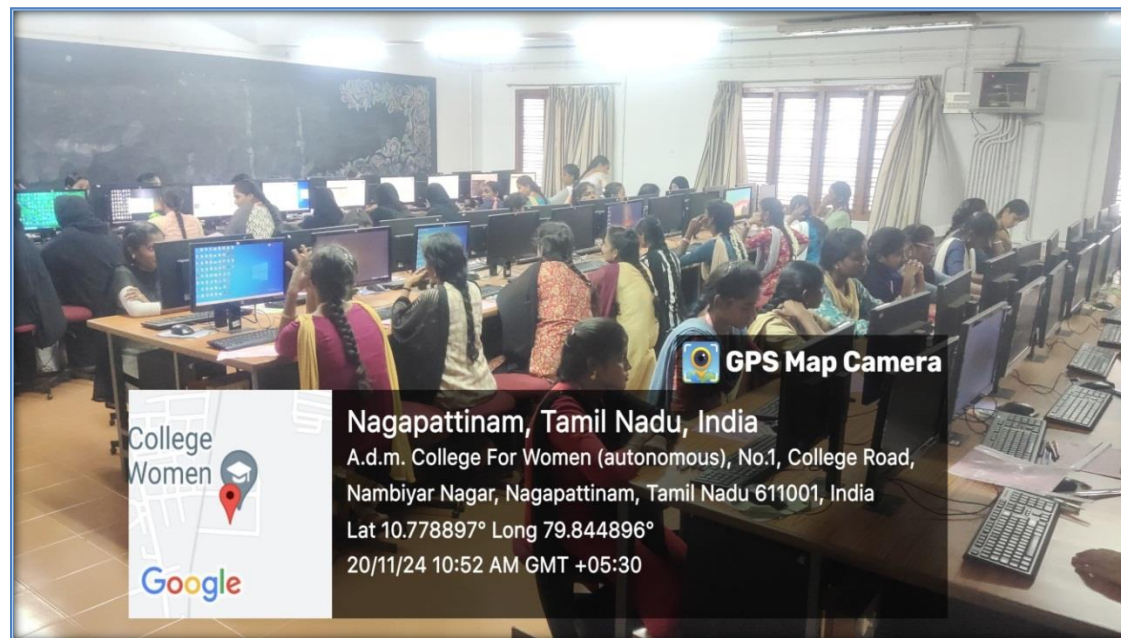 GPS Map Camera
College
Women
Google
Nagapattinam, Tamil Nadu, India
A.d.m. College For Women (autonomous), No.1, College Road,
Nambiyar Nagar, Nagapattinam, Tamil Nadu 611001, India
Lat 10.778897° Long 79.844896°
20/11/24 10:52 AM GMT +05:30